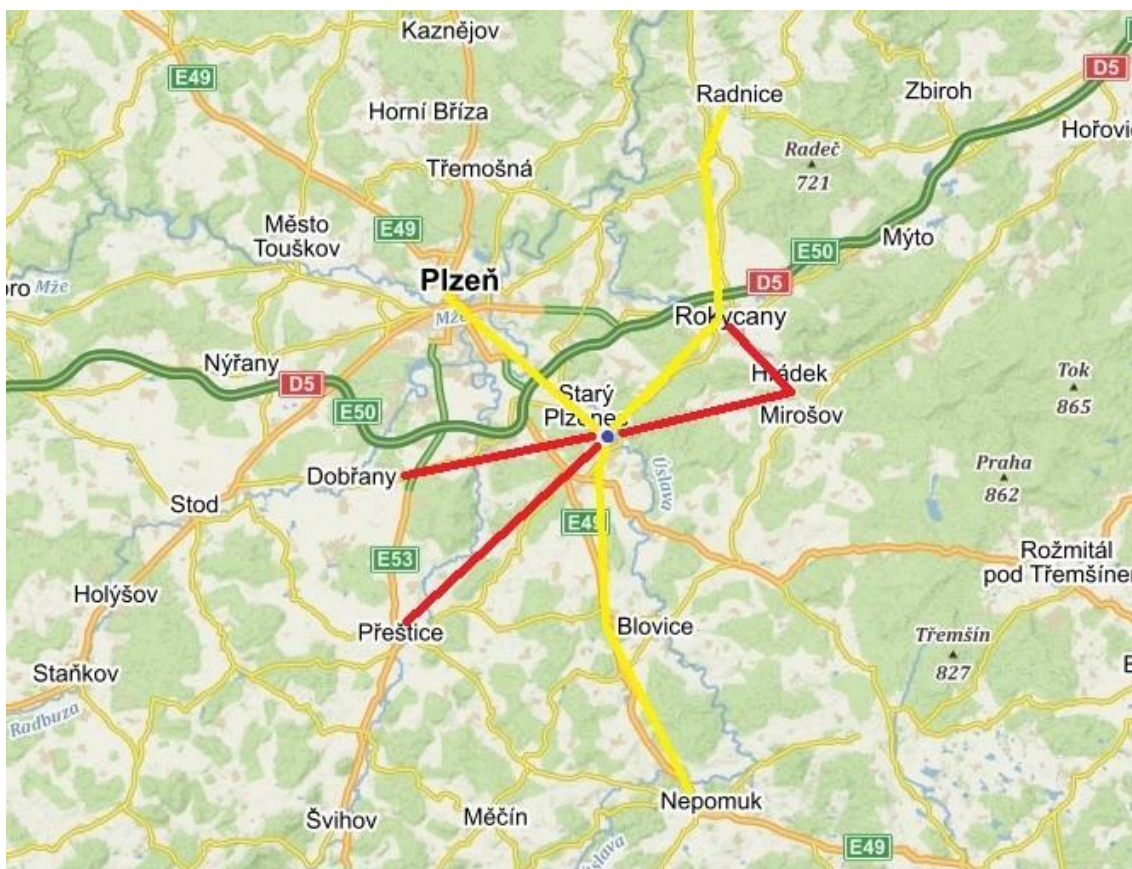 Kaznějov
E49
D5
Radnice
Zbiroh
Horní Bříza
Hořovic
Radeč
721
Třemošná
Město
Touškov
E49
E50
Mýto
Plzeň
D5
Mže
Mže
Rokycany
Nýřany
D5
E50
Starý
Plzenec
Hrádek
Mirošov
Tok
865
Dobřany
Úslava
Praha
862
Stod
E49
E53
Rožmitál
pod Třemšínem
Holýšov
Přeštice
Blovice
Třemšín
827
Staňkov
Radbuza
Nepomuk
Švihov
Měčín
Úslava
E49